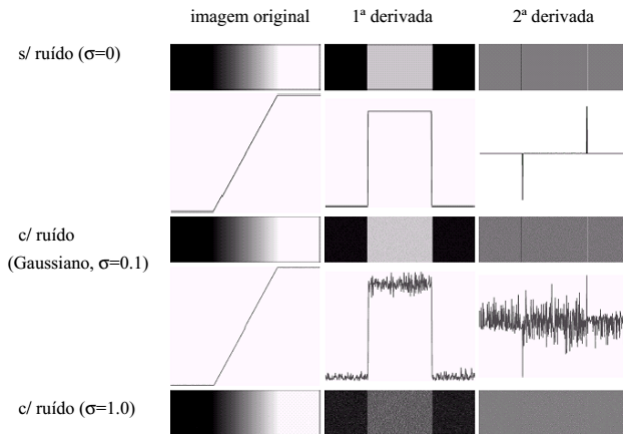 imagem original 1ª derivada 2ª derivada
s/ ruído (σ=0)
c/ ruído
(Gaussiano, σ=0.1)
c/ ruído (σ=1.0)